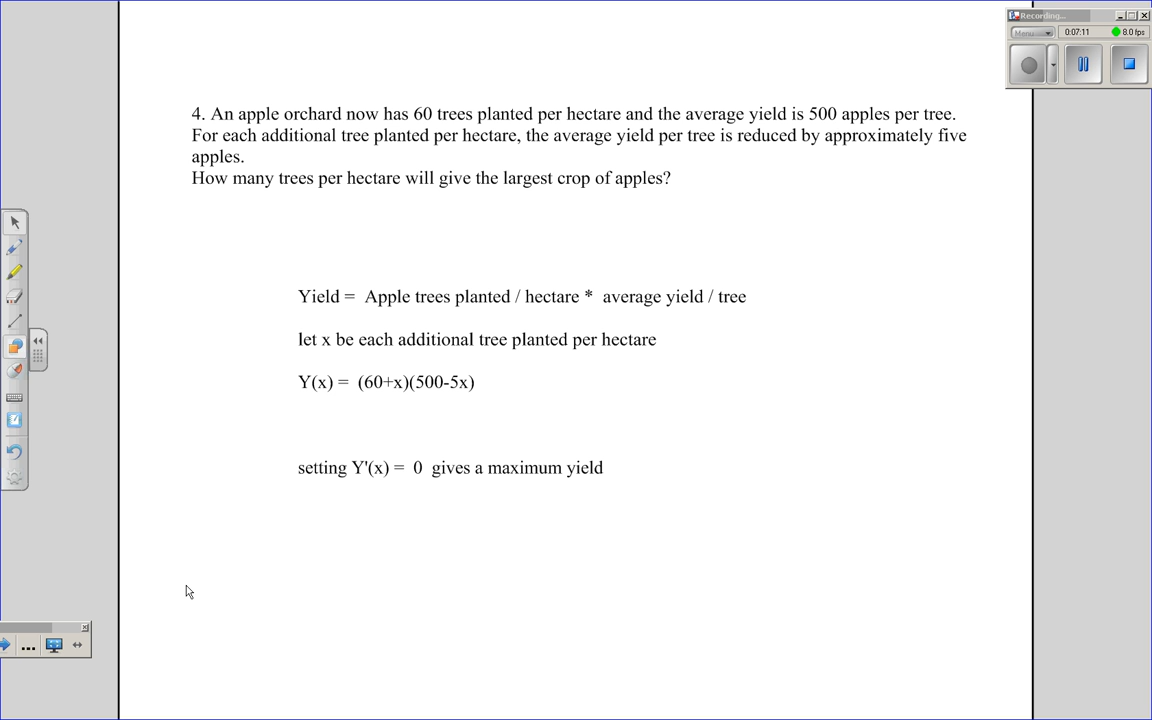 Recording...
Menu
0:07:11
8.0 fps
4. An apple orchard now has 60 trees planted per hectare and the average yield is 500 apples per tree.
For each additional tree planted per hectare, the average yield per tree is reduced by approximately five
apples.
How many trees per hectare will give the largest crop of apples?
Yield = Apple trees planted / hectare * average yield / tree
let x be each additional tree planted per hectare
Y(x) = (60+x)(500-5x)
setting Y'(x) = 0 gives a maximum yield